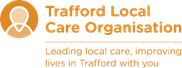 Trafford Local
Care Organisation
Leading local care, improving
lives in Trafford with you